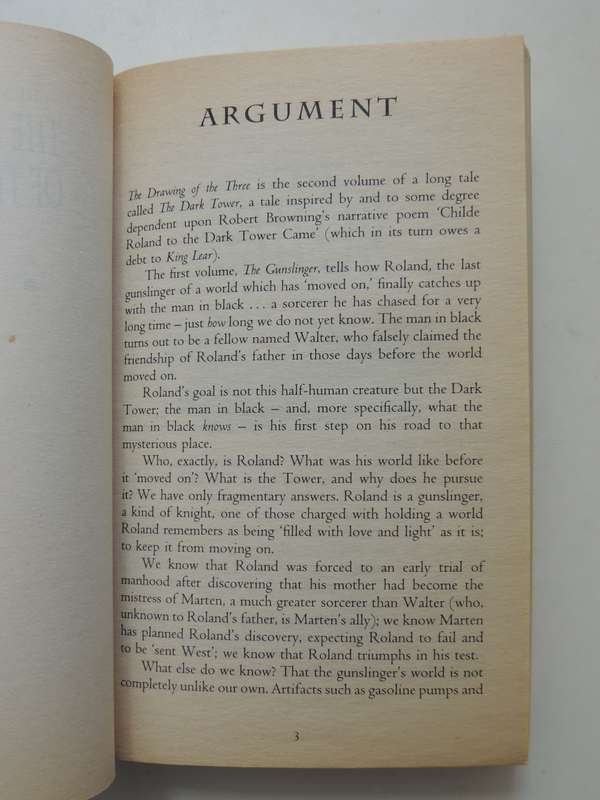 ARGUMENT
The Drawing of the Three is the second volume of a long tale
called The Dark Tower, a tale inspired by and to some degree
dependent upon Robert Browning's narrative poem 'Childe
Roland to the Dark Tower Came' (which in its turn owes a
debt to King Lear).
The first volume, The Gunslinger, tells how Roland, the last
gunslinger of a world which has 'moved on,' finally catches up
with the man in black ... a sorcerer he has chased for a very
long time – just how long we do not yet know. The man in black
turns out to be a fellow named Walter, who falsely claimed the
friendship of Roland's father in those days before the world
moved on.
Roland's goal is not this half-human creature but the Dark
Tower; the man in black – and, more specifically, what the
man in black knows – is his first step on his road to that
mysterious place.
Who, exactly, is Roland? What was his world like before
it 'moved on'? What is the Tower, and why does he pursue
it? We have only fragmentary answers. Roland is a gunslinger,
a kind of knight, one of those charged with holding a world
Roland remembers as being 'filled with love and light' as it is;
to keep it from moving on.
We know that Roland was forced to an early trial of
manhood after discovering that his mother had become the
mistress of Marten, a much greater sorcerer than Walter (who,
unknown to Roland's father, is Marten's ally); we know Marten
has planned Roland's discovery, expecting Roland to fail and
to be 'sent West'; we know that Roland triumphs in his test.
What else do we know? That the gunslinger's world is not
completely unlike our own. Artifacts such as gasoline pumps and
3